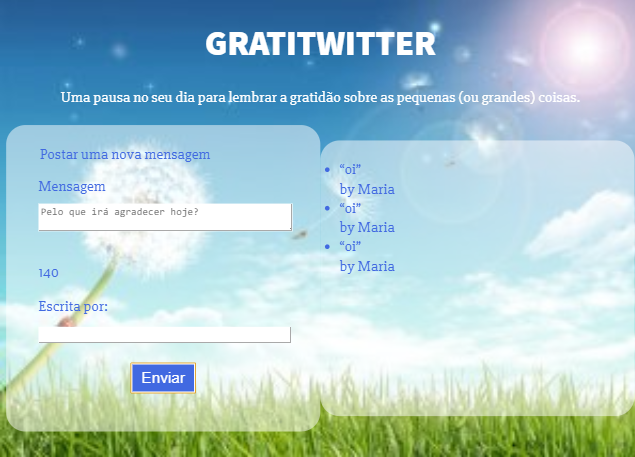 GRATITWITTER
Uma pausa no seu dia para lembrar a gratidão sobre as pequenas (ou grandes) coisas.
Postar uma nova mensagem
Mensagem
Pelo que irá agradecer hoje?
140
Escrita por:
Enviar
“oi”
by Maria
“oi”
by Maria
“oi”
by Maria